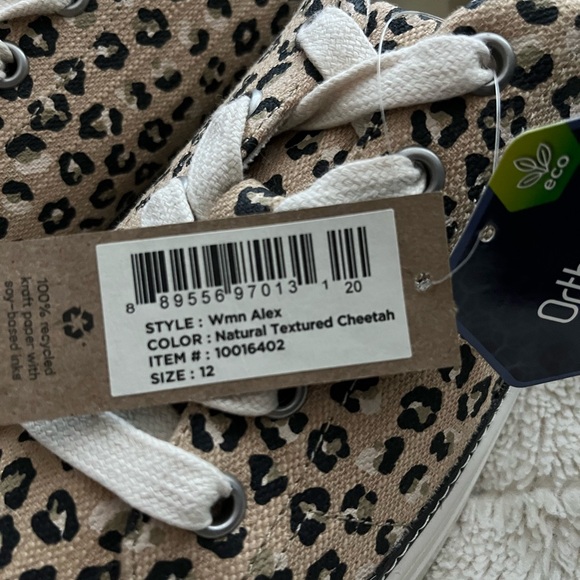 8 89556 97013 1 20
STYLE : Wmn Alex
COLOR : Natural Textured Cheetah
ITEM # : 10016402
SIZE : 12
100% recycled
kraft paper with
soy-based inks
eco
Orth